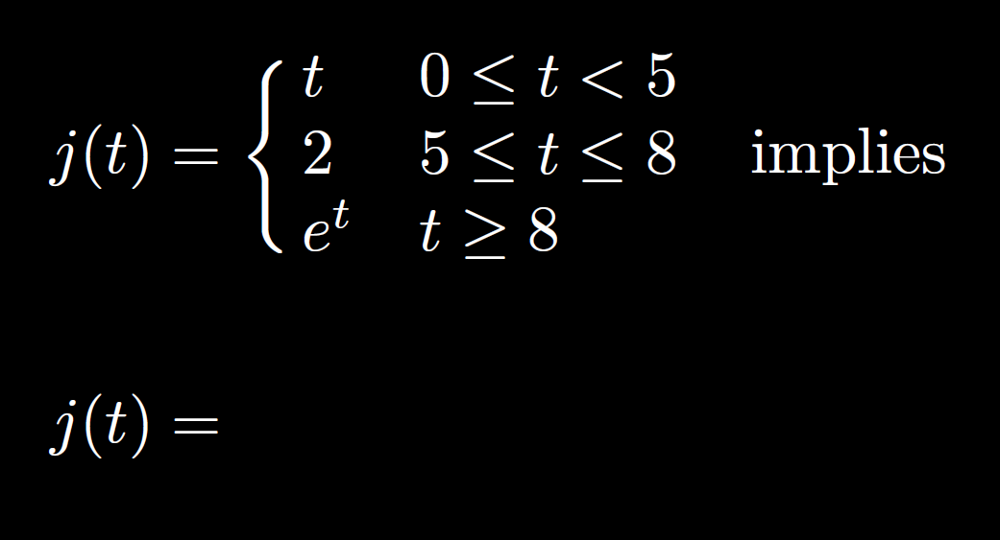 j(t) = { t 0 ≤ t < 5
2 5 ≤ t ≤ 8 implies
e^t t ≥ 8
j(t) =